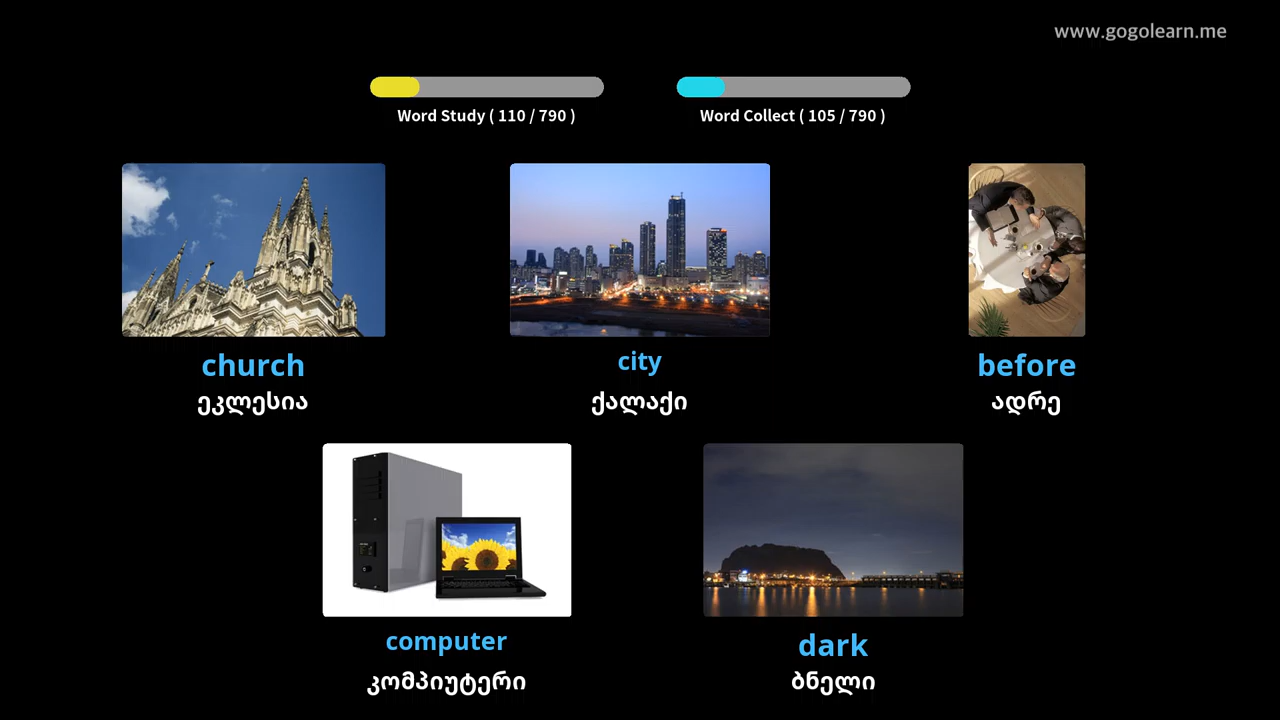 www.gogolearn.me
Word Study ( 110 / 790 )
Word Collect ( 105 / 790 )
church
ეკლესია
city
ქალაქი
before
ადრე
computer
კომპიუტერი
dark
ბნელი